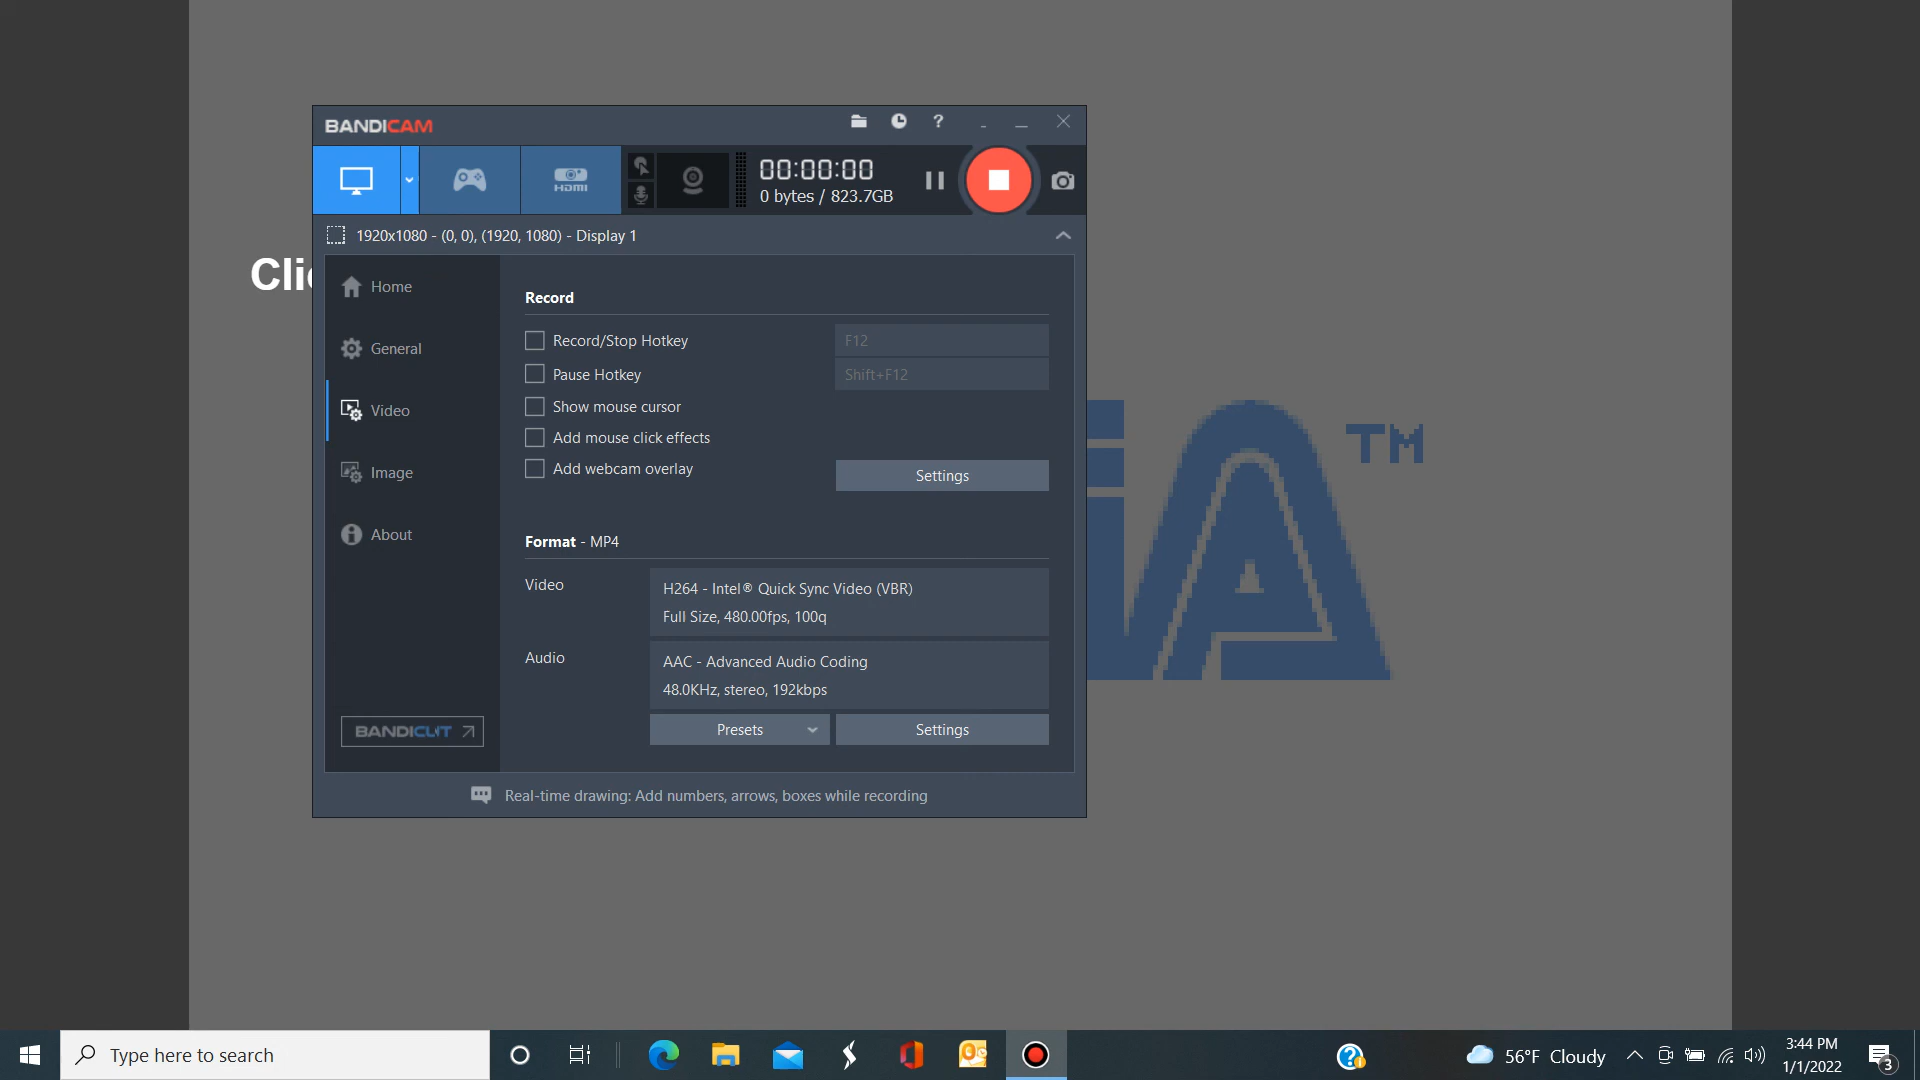 BANDICAM
HDMI
00:00:00
0 bytes / 823.7GB
1920x1080 - (0, 0), (1920, 1080) - Display 1
Home
General
Video
Image
About
BANDICUT
Record
Record/Stop Hotkey
F12
Pause Hotkey
Shift+F12
Show mouse cursor
Add mouse click effects
Add webcam overlay
Settings
Format - MP4
Video
H264 - Intel® Quick Sync Video (VBR)
Full Size, 480.00fps, 100q
Audio
AAC - Advanced Audio Coding
48.0KHz, stereo, 192kbps
Presets
Settings
Real-time drawing: Add numbers, arrows, boxes while recording
TM
Type here to search
56°F Cloudy
3:44 PM
1/1/2022
3